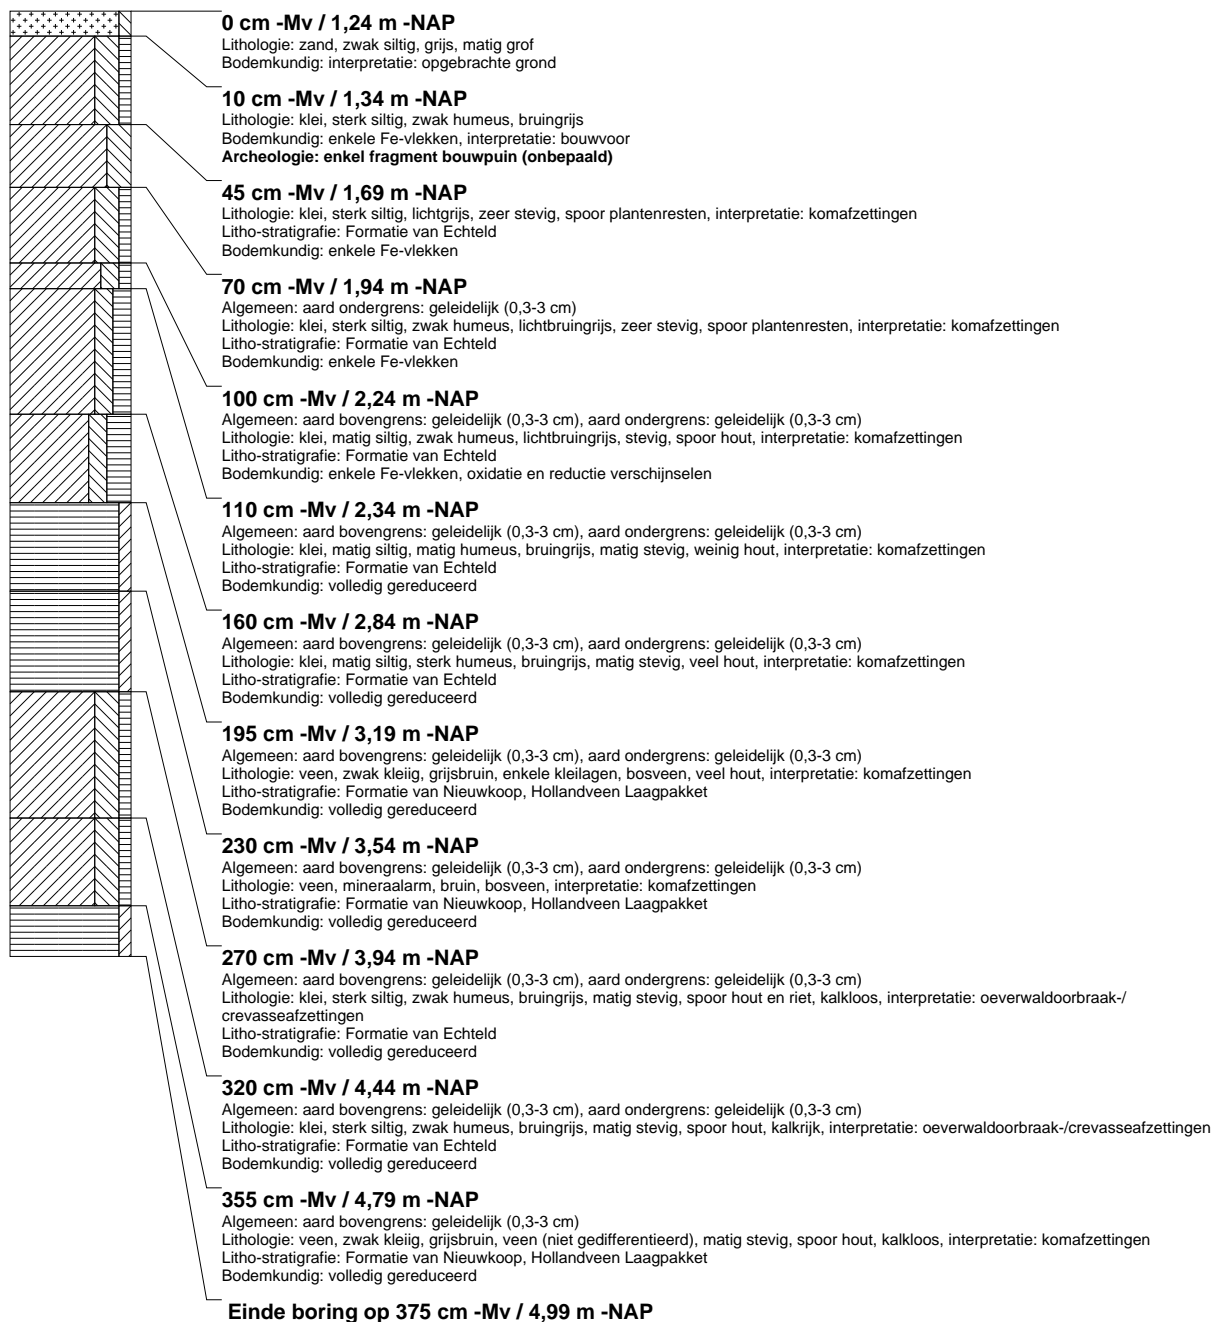 0 cm -Mv / 1,24 m -NAP
Lithologie: zand, zwak siltig, grijs, matig grof
Bodemkundig: interpretatie: opgebrachte grond
10 cm -Mv / 1,34 m -NAP
Lithologie: klei, sterk siltig, zwak humeus, bruingrijs
Bodemkundig: enkele Fe-vlekken, interpretatie: bouwvoor
Archeologie: enkel fragment bouwpuin (onbepaald)
45 cm -Mv / 1,69 m -NAP
Lithologie: klei, sterk siltig, lichtgrijs, zeer stevig, spoor plantenresten, interpretatie: komafzettingen
Litho-stratigrafie: Formatie van Echteld
Bodemkundig: enkele Fe-vlekken
70 cm -Mv / 1,94 m -NAP
Algemeen: aard ondergrens: geleidelijk (0,3-3 cm)
Lithologie: klei, sterk siltig, zwak humeus, lichtbruingrijs, zeer stevig, spoor plantenresten, interpretatie: komafzettingen
Litho-stratigrafie: Formatie van Echteld
Bodemkundig: enkele Fe-vlekken
100 cm -Mv / 2,24 m -NAP
Algemeen: aard bovengrens: geleidelijk (0,3-3 cm), aard ondergrens: geleidelijk (0,3-3 cm)
Lithologie: klei, matig siltig, zwak humeus, lichtbruingrijs, stevig, spoor hout, interpretatie: komafzettingen
Litho-stratigrafie: Formatie van Echteld
Bodemkundig: enkele Fe-vlekken, oxidatie en reductie verschijnselen
110 cm -Mv / 2,34 m -NAP
Algemeen: aard bovengrens: geleidelijk (0,3-3 cm), aard ondergrens: geleidelijk (0,3-3 cm)
Lithologie: klei, matig siltig, matig humeus, bruingrijs, matig stevig, weinig hout, interpretatie: komafzettingen
Litho-stratigrafie: Formatie van Echteld
Bodemkundig: volledig gereduceerd
160 cm -Mv / 2,84 m -NAP
Algemeen: aard bovengrens: geleidelijk (0,3-3 cm), aard ondergrens: geleidelijk (0,3-3 cm)
Lithologie: klei, matig siltig, sterk humeus, bruingrijs, matig stevig, veel hout, interpretatie: komafzettingen
Litho-stratigrafie: Formatie van Echteld
Bodemkundig: volledig gereduceerd
195 cm -Mv / 3,19 m -NAP
Algemeen: aard bovengrens: geleidelijk (0,3-3 cm), aard ondergrens: geleidelijk (0,3-3 cm)
Lithologie: veen, zwak kleiig, grijsbruin, enkele kleilagen, bosveen, veel hout, interpretatie: komafzettingen
Litho-stratigrafie: Formatie van Nieuwkoop, Hollandveen Laagpakket
Bodemkundig: volledig gereduceerd
230 cm -Mv / 3,54 m -NAP
Algemeen: aard bovengrens: geleidelijk (0,3-3 cm), aard ondergrens: geleidelijk (0,3-3 cm)
Lithologie: veen, mineraalarm, bruin, bosveen, interpretatie: komafzettingen
Litho-stratigrafie: Formatie van Nieuwkoop, Hollandveen Laagpakket
Bodemkundig: volledig gereduceerd
270 cm -Mv / 3,94 m -NAP
Algemeen: aard bovengrens: geleidelijk (0,3-3 cm), aard ondergrens: geleidelijk (0,3-3 cm)
Lithologie: klei, sterk siltig, zwak humeus, bruingrijs, matig stevig, spoor hout en riet, kalkloos, interpretatie: oeverwaldoorbraak-/
crevasseafzettingen
Litho-stratigrafie: Formatie van Echteld
Bodemkundig: volledig gereduceerd
320 cm -Mv / 4,44 m -NAP
Algemeen: aard bovengrens: geleidelijk (0,3-3 cm), aard ondergrens: geleidelijk (0,3-3 cm)
Lithologie: klei, sterk siltig, zwak humeus, bruingrijs, matig stevig, spoor hout, kalkrijk, interpretatie: oeverwaldoorbraak-/crevasseafzettingen
Litho-stratigrafie: Formatie van Echteld
Bodemkundig: volledig gereduceerd
355 cm -Mv / 4,79 m -NAP
Algemeen: aard bovengrens: geleidelijk (0,3-3 cm)
Lithologie: veen, zwak kleiig, grijsbruin, veen (niet gedifferentieerd), matig stevig, spoor hout, kalkloos, interpretatie: komafzettingen
Litho-stratigrafie: Formatie van Nieuwkoop, Hollandveen Laagpakket
Bodemkundig: volledig gereduceerd
Einde boring op 375 cm -Mv / 4,99 m -NAP